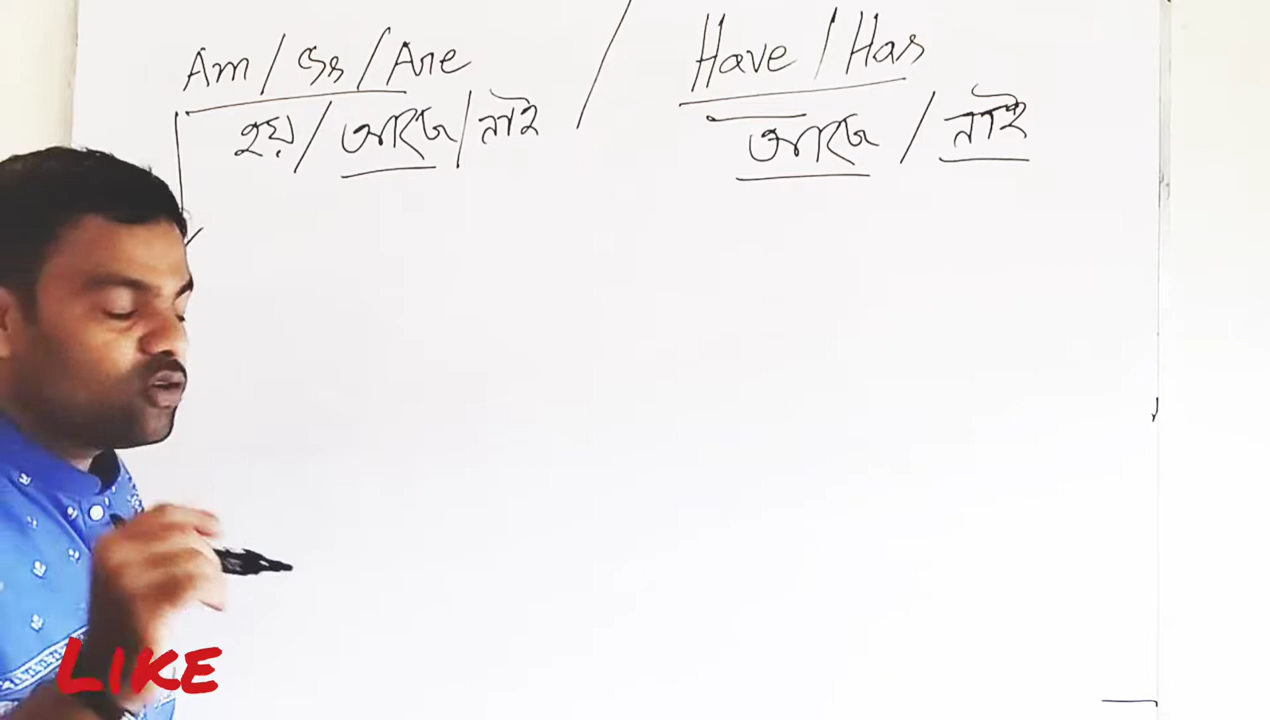 Am / Is / Are / Have / Has
হয় / আছে / নাই আছে / নাই
LIKE